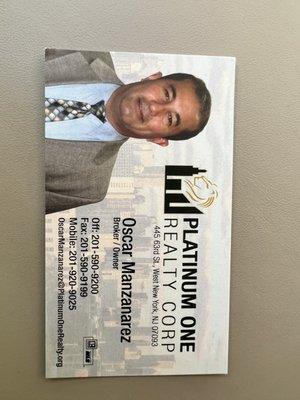 PLATINUM ONE
REALTY CORP
445 63rd St., West New York, NJ 07093
Oscar Manzanarez
Broker / Owner
Off: 201-590-9200
Fax: 201-590-9199
Mobile: 201-920-9025
OscarManzanarez@PlatinumOneRealty.org